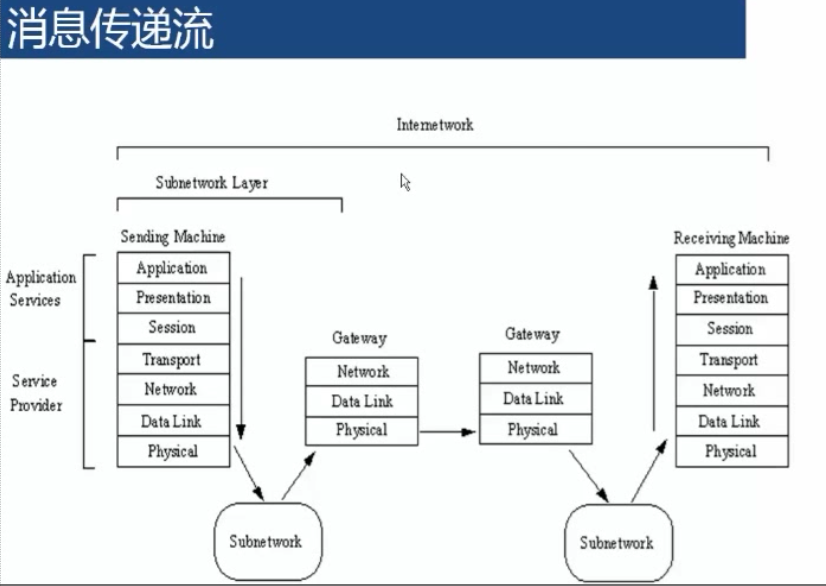 消息传递流
Internetwork
Subnetwork Layer
Sending Machine
Receiving Machine
Application
Services
Service
Provider
Application
Presentation
Session
Transport
Network
Data Link
Physical
Gateway
Network
Data Link
Physical
Gateway
Network
Data Link
Physical
Application
Presentation
Session
Transport
Network
Data Link
Physical
Subnetwork
Subnetwork